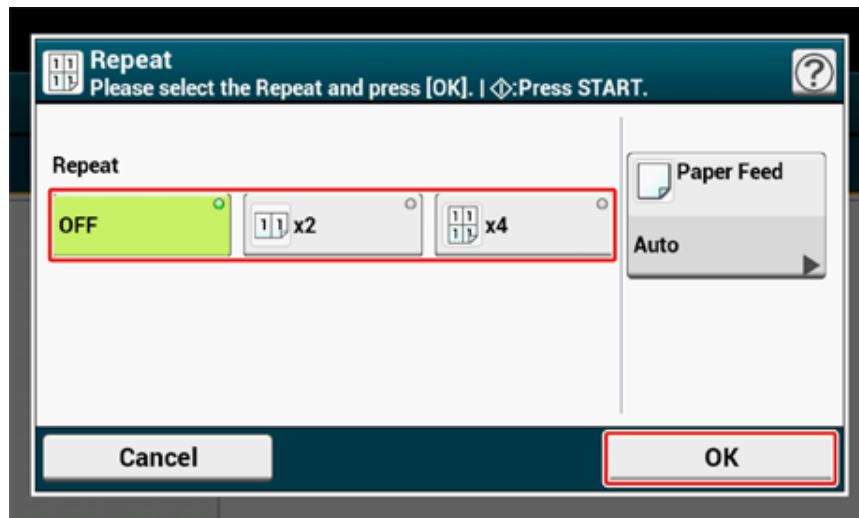 Repeat
Please select the Repeat and press [OK]. | :Press START.
Repeat
OFF
x2
x4
Paper Feed
Auto
Cancel
OK